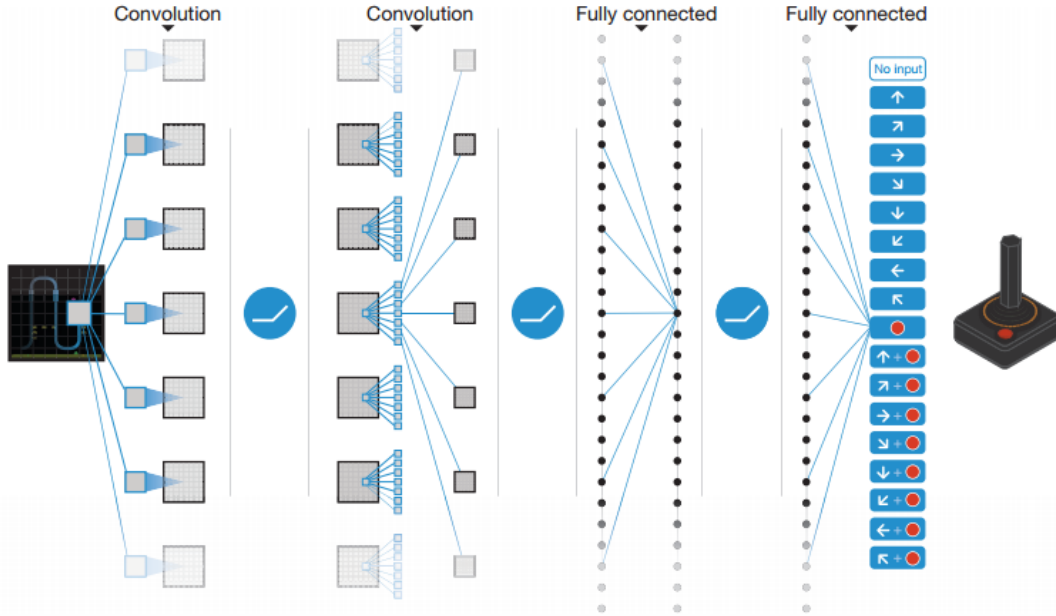 Convolution
Convolution
Fully connected
Fully connected
No input
+
+
+
+
+
+
+
+